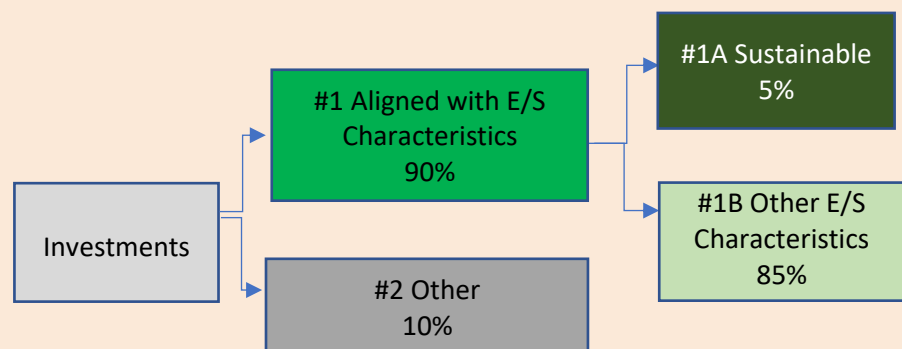 Investments
#1 Aligned with E/S
Characteristics
90%
#2 Other
10%
#1A Sustainable
5%
#1B Other E/S
Characteristics
85%